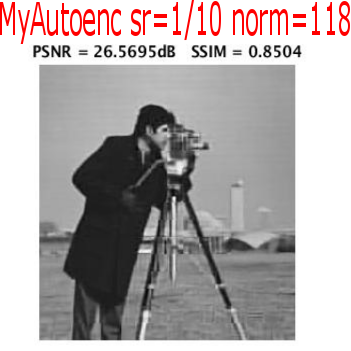 MyAutoenc sr=1/10 norm=118
PSNR = 26.5695dB SSIM = 0.8504